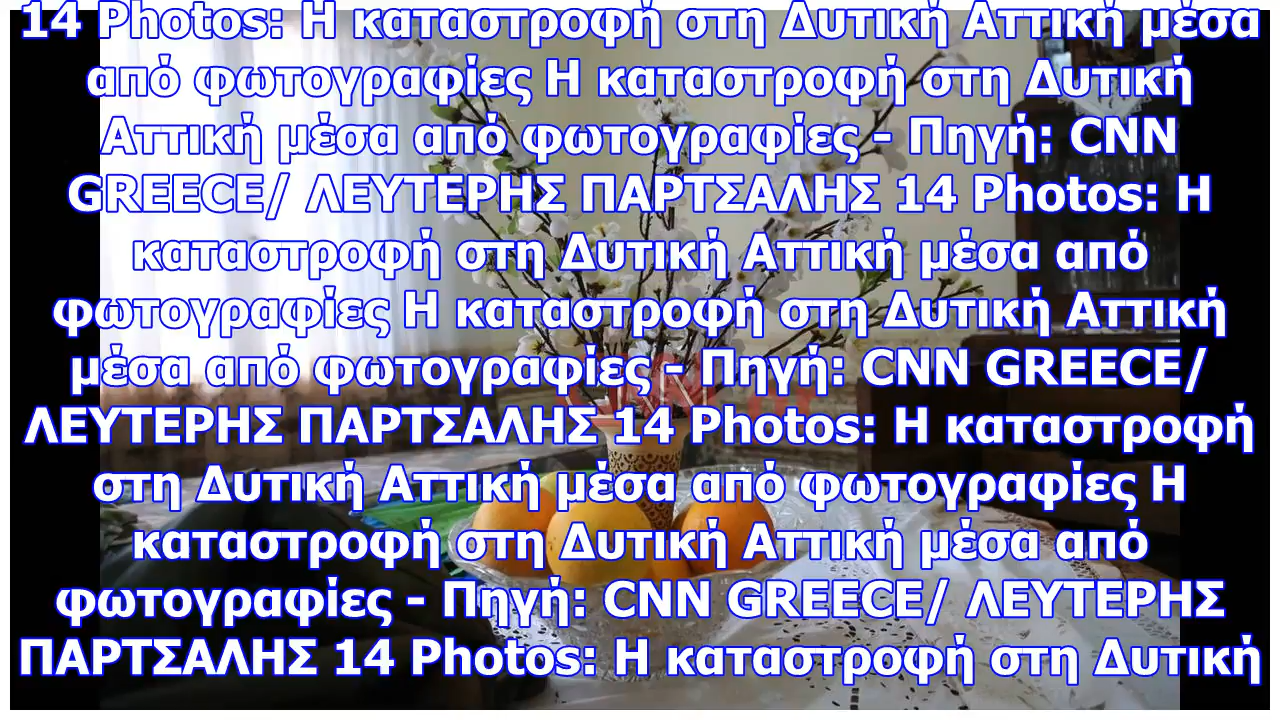 14 Photos: Η καταστροφή στη Δυτική Αττική μέσα
από φωτογραφίες Η καταστροφή στη Δυτική
Αττική μέσα από φωτογραφίες - Πηγή: CNN
GREECE/ ΛΕΥΤΕΡΗΣ ΠΑΡΤΣΑΛΗΣ 14 Photos: Η
καταστροφή στη Δυτική Αττική μέσα από
φωτογραφίες Η καταστροφή στη Δυτική Αττική
μέσα από φωτογραφίες - Πηγή: CNN GREECE/
ΛΕΥΤΕΡΗΣ ΠΑΡΤΣΑΛΗΣ 14 Photos: Η καταστροφή
στη Δυτική Αττική μέσα από φωτογραφίες Η
καταστροφή στη Δυτική Αττική μέσα από
φωτογραφίες - Πηγή: CNN GREECE/ ΛΕΥΤΕΡΗΣ
ΠΑΡΤΣΑΛΗΣ 14 Photos: Η καταστροφή στη Δυτική